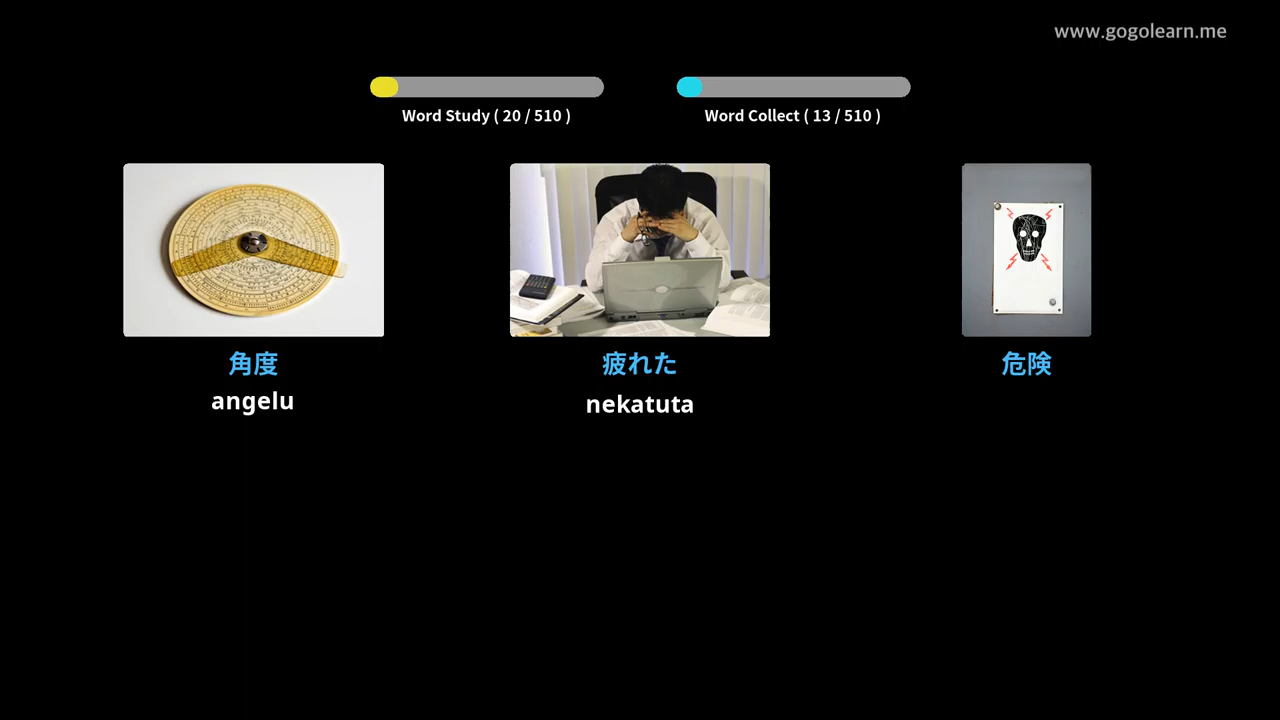 www.gogolearn.me
Word Study ( 20 / 510 )
Word Collect ( 13 / 510 )
角度
疲れた
危険
angelu
nekatuta